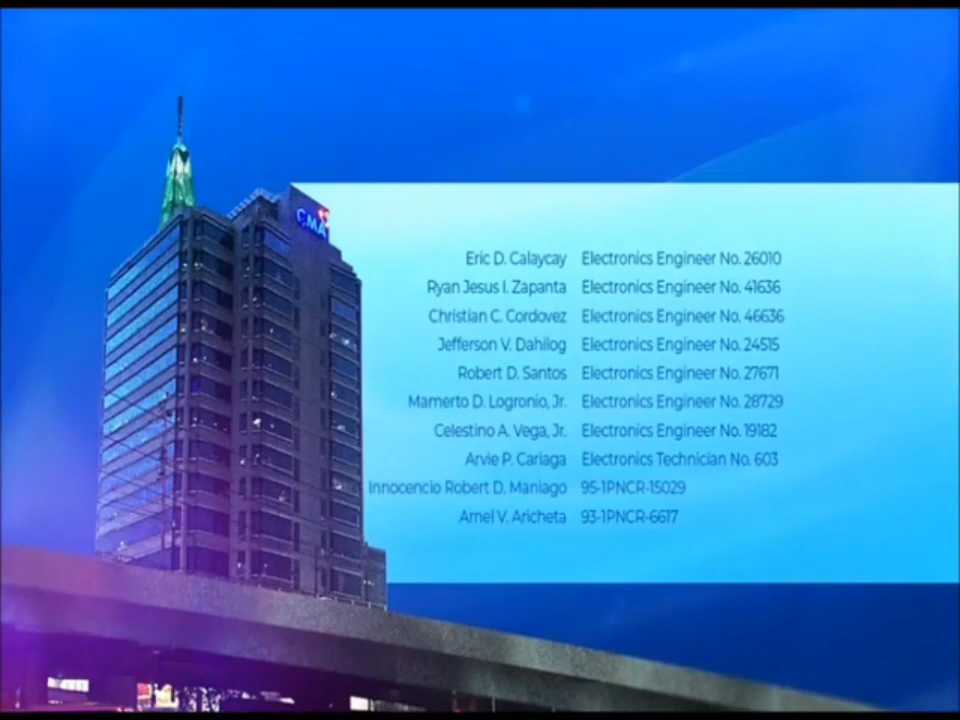 GMA
Eric D. Calaycay Electronics Engineer No. 26010
Ryan Jesus I. Zapanta Electronics Engineer No. 41636
Christian C. Cordovez Electronics Engineer No. 46636
Jefferson V. Dahilog Electronics Engineer No. 24515
Robert D. Santos Electronics Engineer No. 27671
Mamerto D. Logronio, Jr. Electronics Engineer No. 28729
Celestino A. Vega, Jr. Electronics Engineer No. 19182
Arvie P. Cariaga Electronics Technician No. 603
Innocencio Robert D. Maniago 95-1PNCR-15029
Arnel V. Aricheta 93-1PNCR-6617